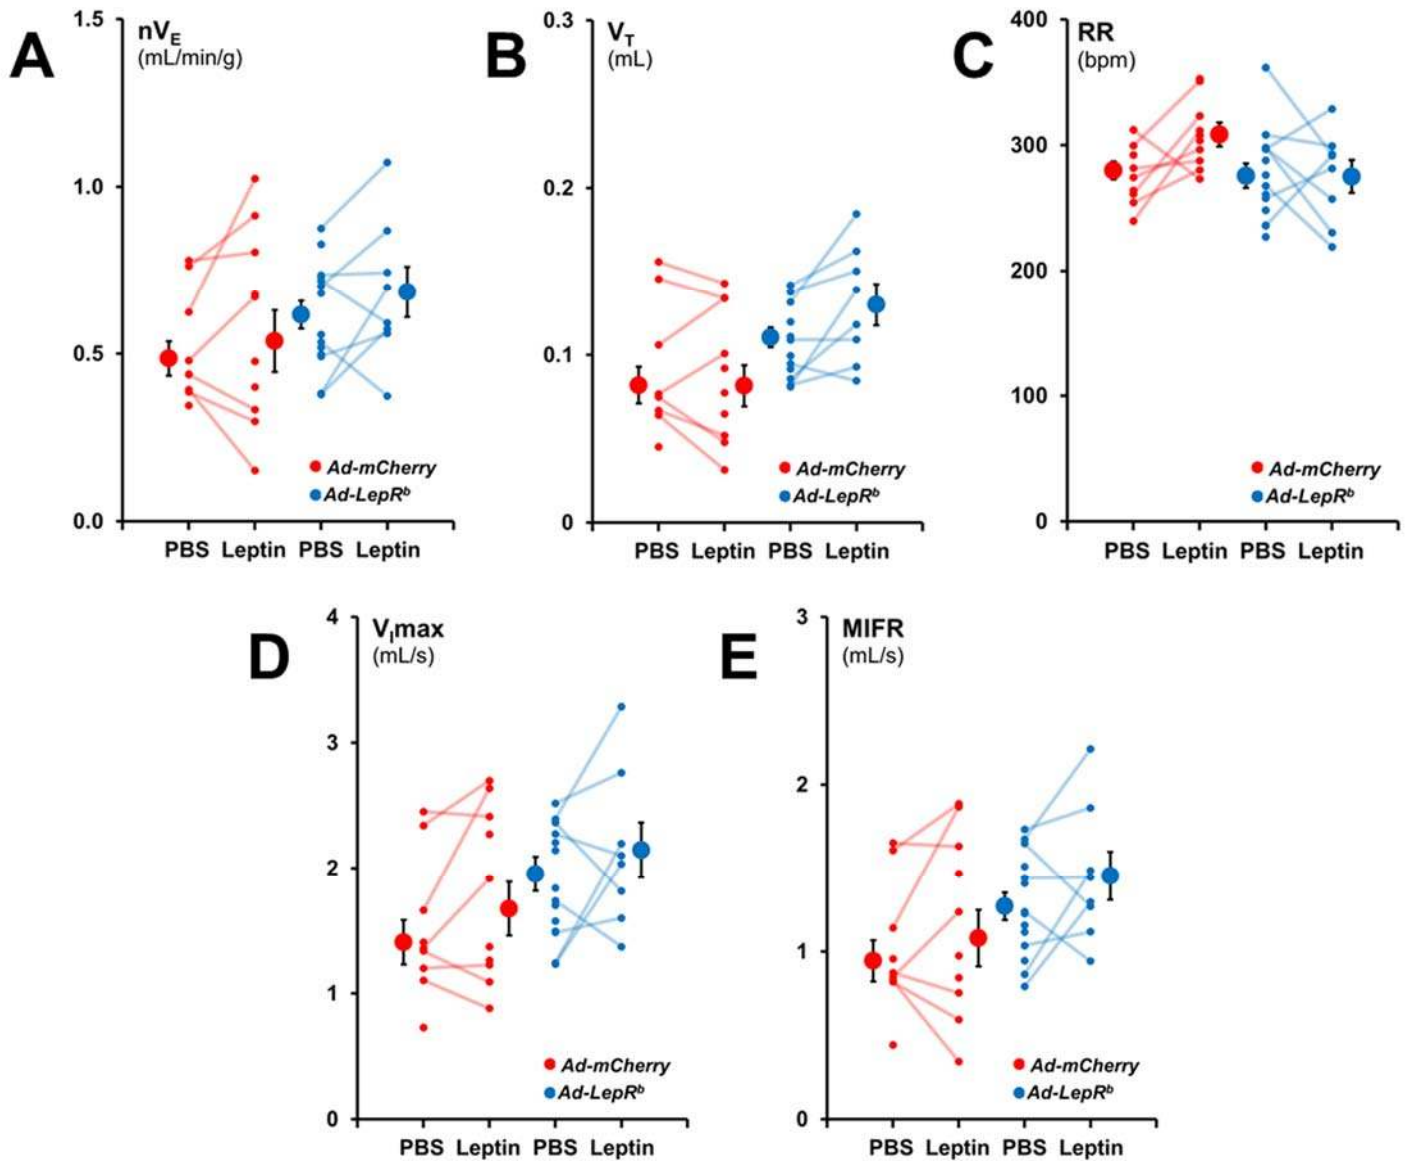 A
nVE
(mL/min/g)
1.5
1.0
0.5
0.0
Ad-mCherry
Ad-LepRᵇ
PBS Leptin PBS Leptin
B
VT
(mL)
0.3
0.2
0.1
0
Ad-mCherry
Ad-LepRᵇ
PBS Leptin PBS Leptin
C
RR
(bpm)
400
300
200
100
0
Ad-mCherry
Ad-LepRᵇ
PBS Leptin PBS Leptin
D
VImax
(mL/s)
4
3
2
1
0
Ad-mCherry
Ad-LepRᵇ
PBS Leptin PBS Leptin
E
MIFR
(mL/s)
3
2
1
0
Ad-mCherry
Ad-LepRᵇ
PBS Leptin PBS Leptin